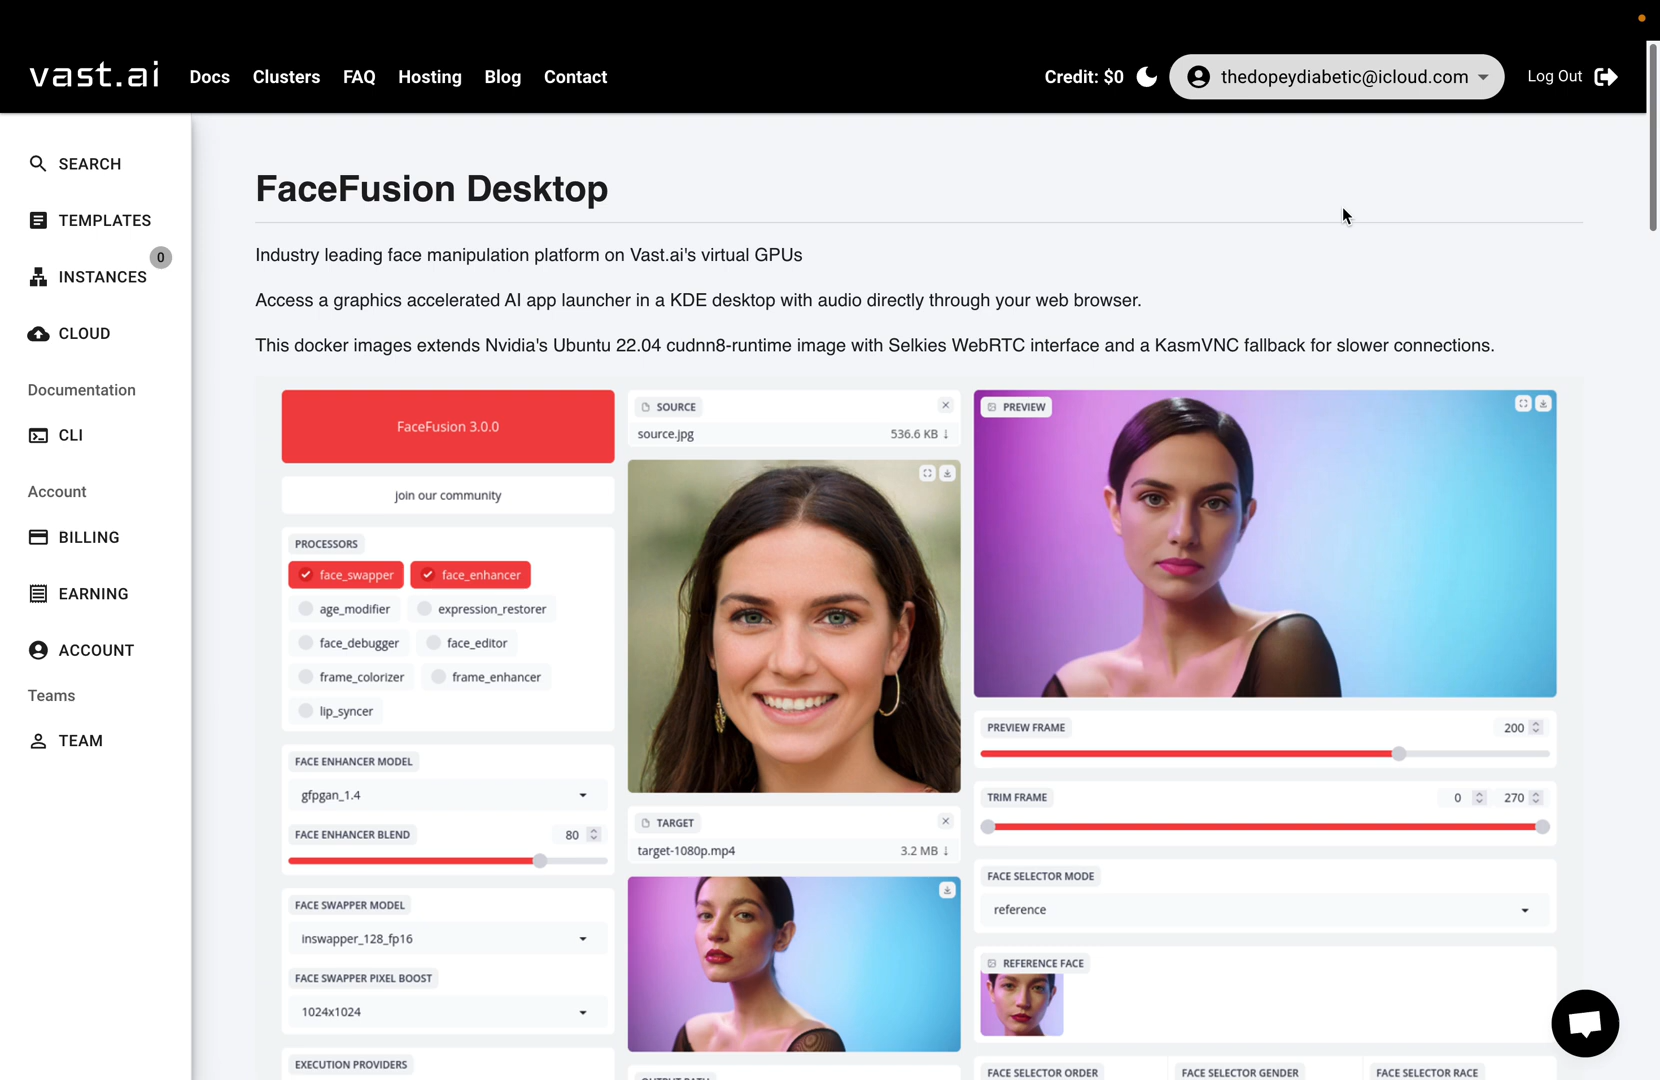 vast.ai
Docs
Clusters
FAQ
Hosting
Blog
Contact
Credit: $0
thedopeydiabetic@icloud.com
Log Out
SEARCH
TEMPLATES
0
INSTANCES
CLOUD
Documentation
CLI
Account
BILLING
EARNING
ACCOUNT
Teams
TEAM
FaceFusion Desktop
Industry leading face manipulation platform on Vast.ai's virtual GPUs
Access a graphics accelerated AI app launcher in a KDE desktop with audio directly through your web browser.
This docker images extends Nvidia's Ubuntu 22.04 cudnn8-runtime image with Selkies WebRTC interface and a KasmVNC fallback for slower connections.
FaceFusion 3.0.0
join our community
PROCESSORS
face_swapper
face_enhancer
age_modifier
expression_restorer
face_debugger
face_editor
frame_colorizer
frame_enhancer
lip_syncer
FACE ENHANCER MODEL
gfpgan_1.4
FACE ENHANCER BLEND
80
FACE SWAPPER MODEL
inswapper_128_fp16
FACE SWAPPER PIXEL BOOST
1024x1024
EXECUTION PROVIDERS
SOURCE
source.jpg
536.6 KB ↓
TARGET
target-1080p.mp4
3.2 MB ↓
PREVIEW
PREVIEW FRAME
200
TRIM FRAME
0
270
FACE SELECTOR MODE
reference
REFERENCE FACE
FACE SELECTOR ORDER
FACE SELECTOR GENDER
FACE SELECTOR RACE